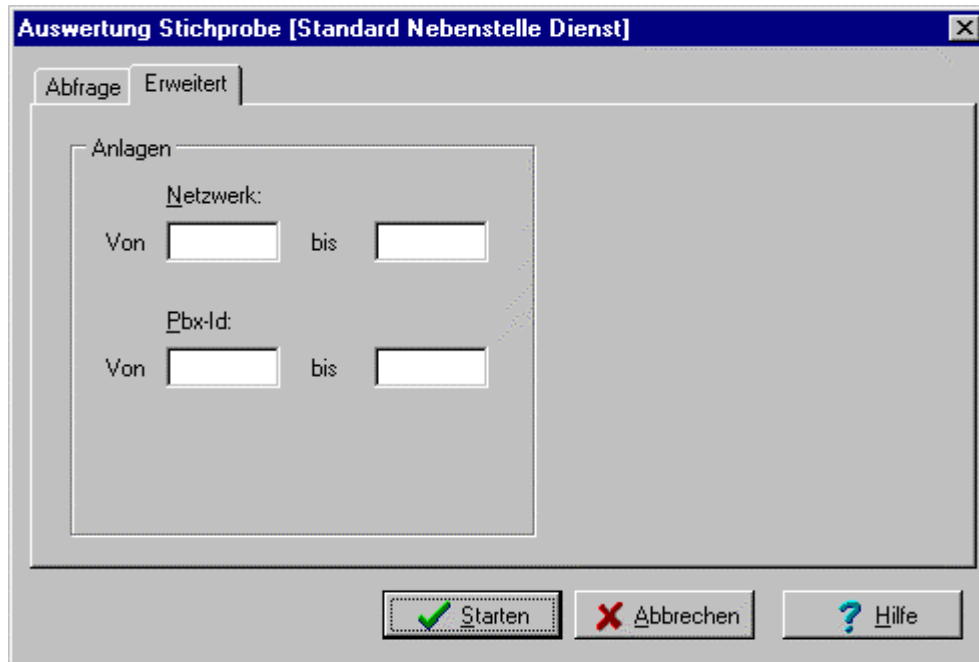 Auswertung Stichprobe [Standard Nebenstelle Dienst]
Abfrage Erweitert
Anlagen
Netzwerk:
Von bis
Pbx-Id:
Von bis
Starten Abbrechen Hilfe